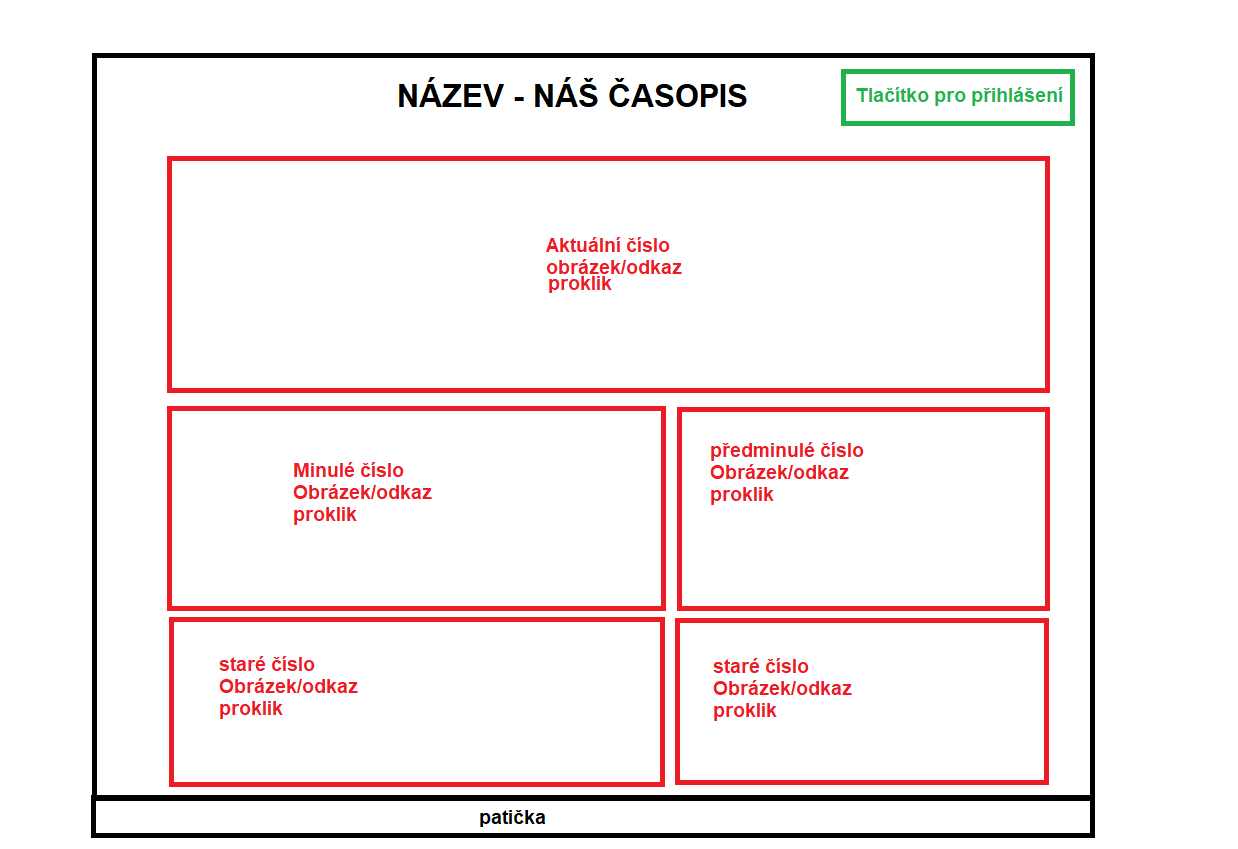 NÁZEV - NÁŠ ČASOPIS
Tlačítko pro přihlášení
Aktuální číslo
obrázek/odkaz
proklik
Minulé číslo
Obrázek/odkaz
proklik
předminulé číslo
Obrázek/odkaz
proklik
staré číslo
Obrázek/odkaz
proklik
staré číslo
Obrázek/odkaz
proklik
patička